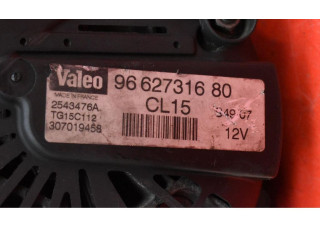 Valeo
96 627316 80
MADE IN FRANCE
CL15
2543476A
TG15C112
S49 07
307019458
12V